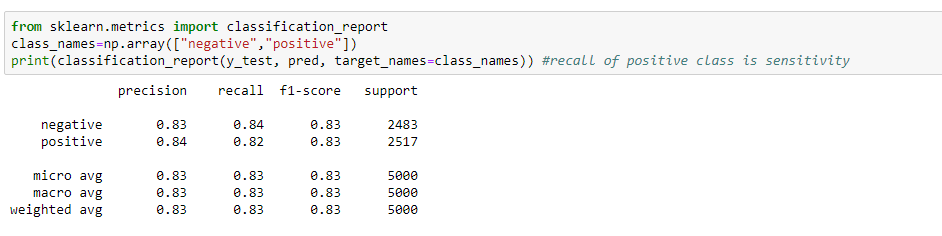 from sklearn.metrics import classification_report
class_names=np.array(["negative","positive"])
print(classification_report(y_test, pred, target_names=class_names)) #recall of positive class is sensitivity
precision recall f1-score support
negative 0.83 0.84 0.83 2483
positive 0.84 0.82 0.83 2517
micro avg 0.83 0.83 0.83 5000
macro avg 0.83 0.83 0.83 5000
weighted avg 0.83 0.83 0.83 5000